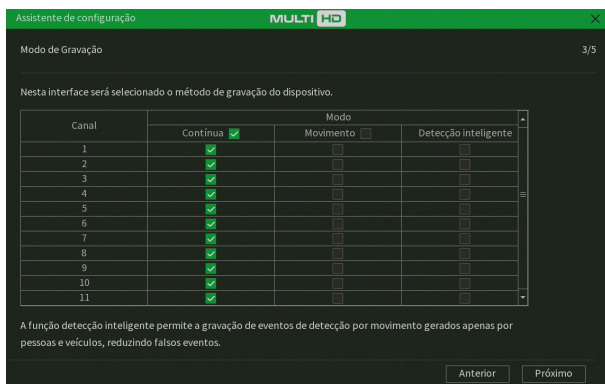 Assistente de configuração
MULTI HD
Modo de Gravação 3/5
Nesta interface será selecionado o método de gravação do dispositivo.
Canal Modo
Contínua Movimento Detecção inteligente
1
2
3
4
5
6
7
8
9
10
11
A função detecção inteligente permite a gravação de eventos de detecção por movimento gerados apenas por
pessoas e veículos, reduzindo falsos eventos.
Anterior Próximo